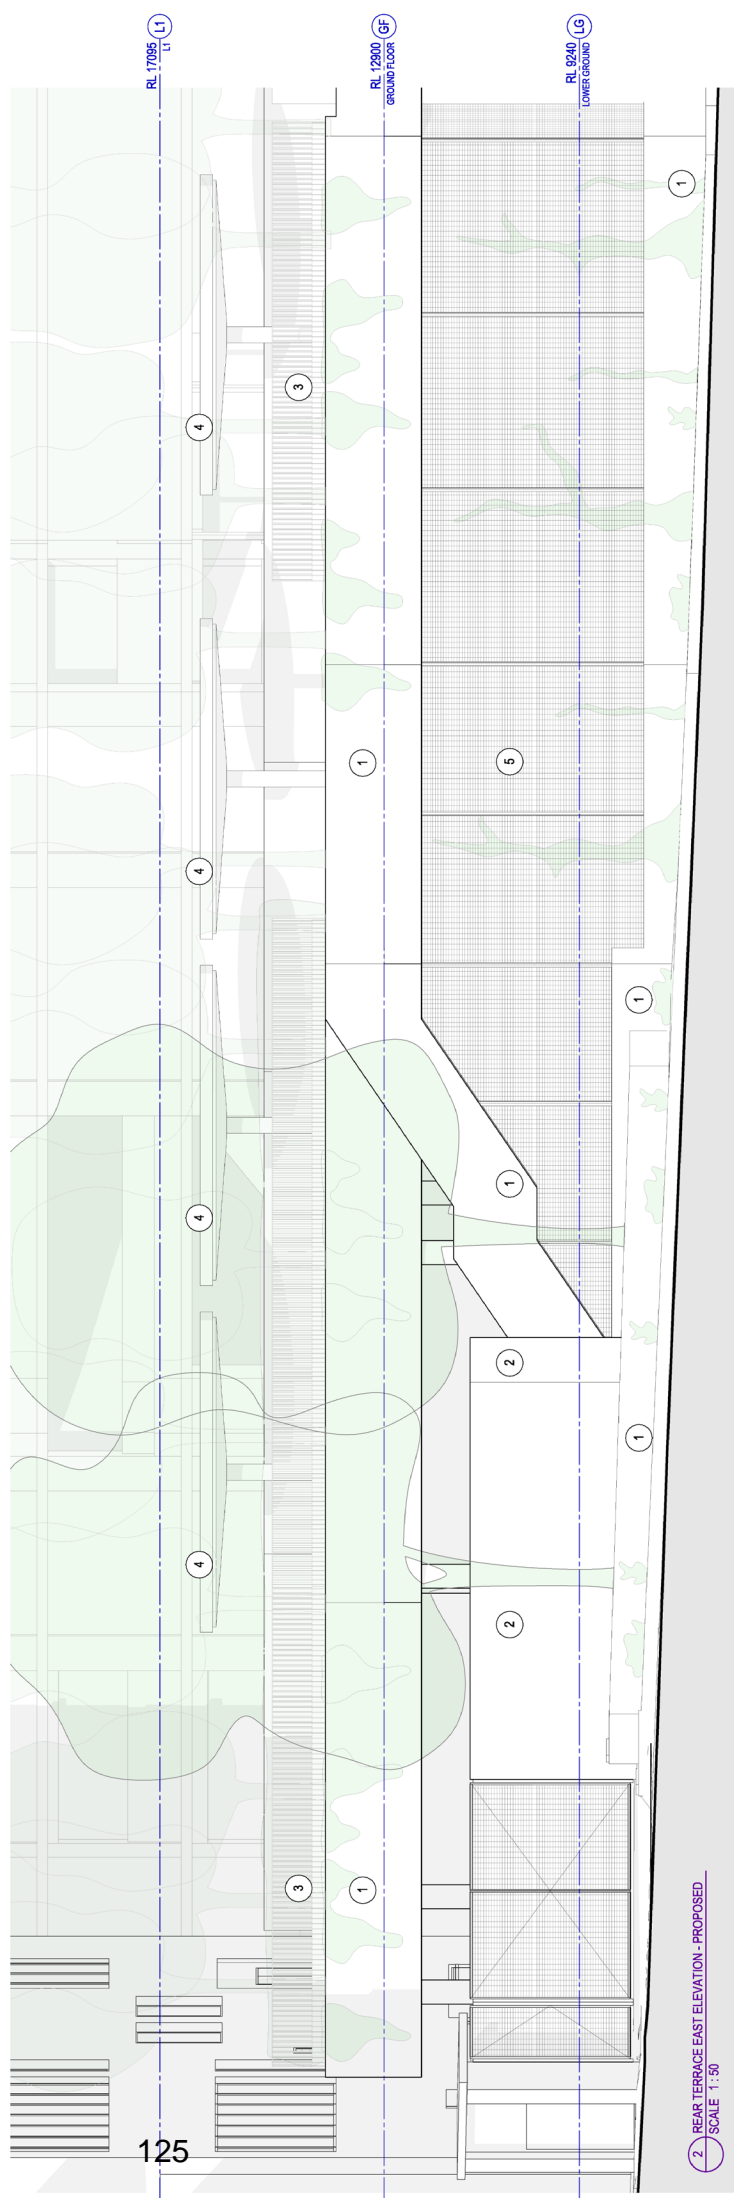 RL 17095
L1
L1
RL 12900
GF
GROUND FLOOR
RL 9240
LG
LOWER GROUND
4
4
4
4
3
3
1
1
5
1
2
2
1
1
1
2
REAR TERRACE EAST ELEVATION - PROPOSED
SCALE 1 : 50
125